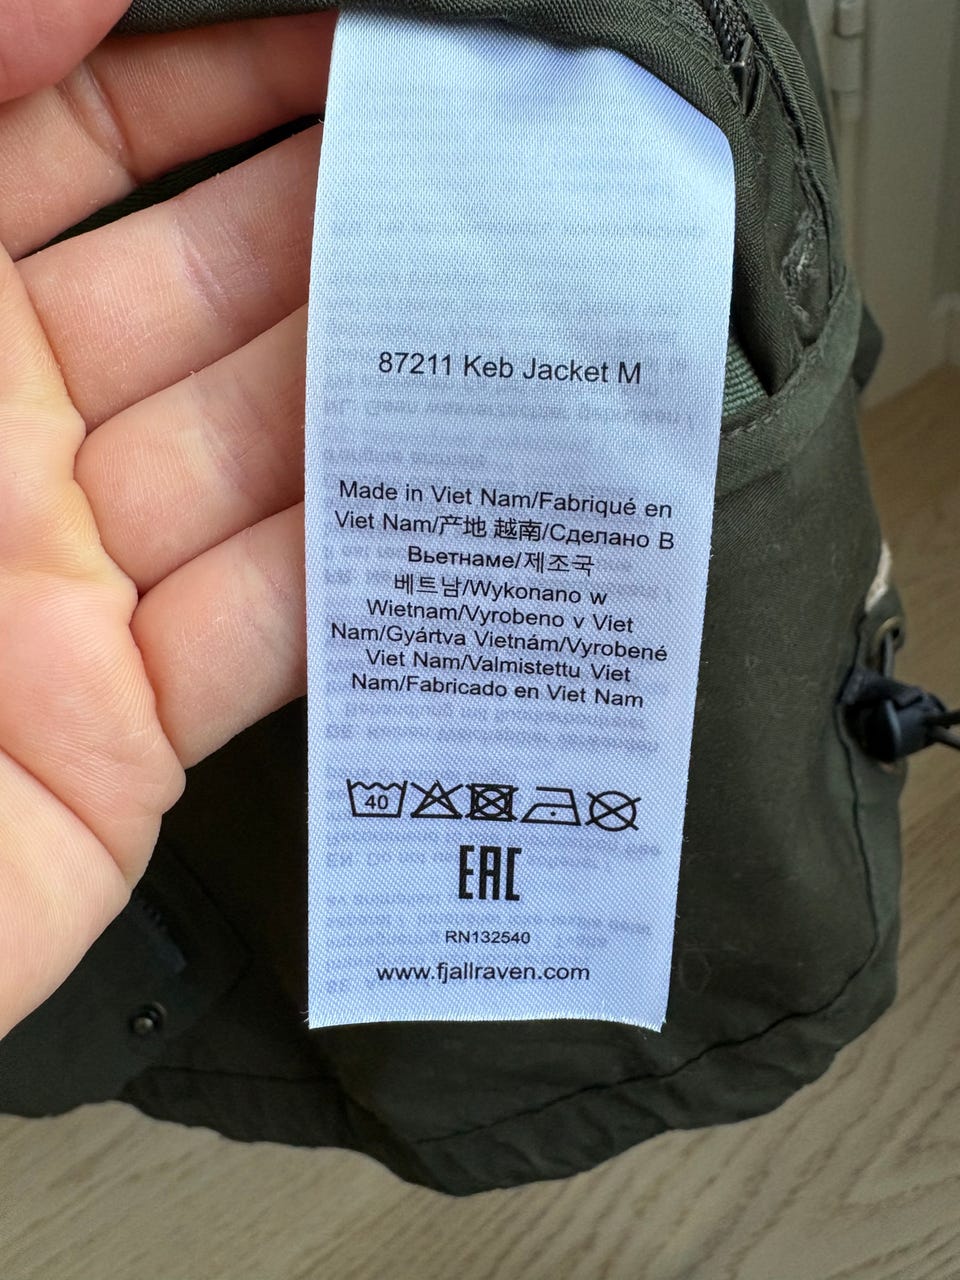 87211 Keb Jacket M
Made in Viet Nam/Fabriqué en
Viet Nam/产地 越南/Сделано В
Вьетнаме/제조국
베트남/Wykonano w
Wietnam/Vyrobeno v Viet
Nam/Gyártva Vietnám/Vyrobené
Viet Nam/Valmistettu Viet
Nam/Fabricado en Viet Nam
40
EAC
RN132540
www.fjallraven.com